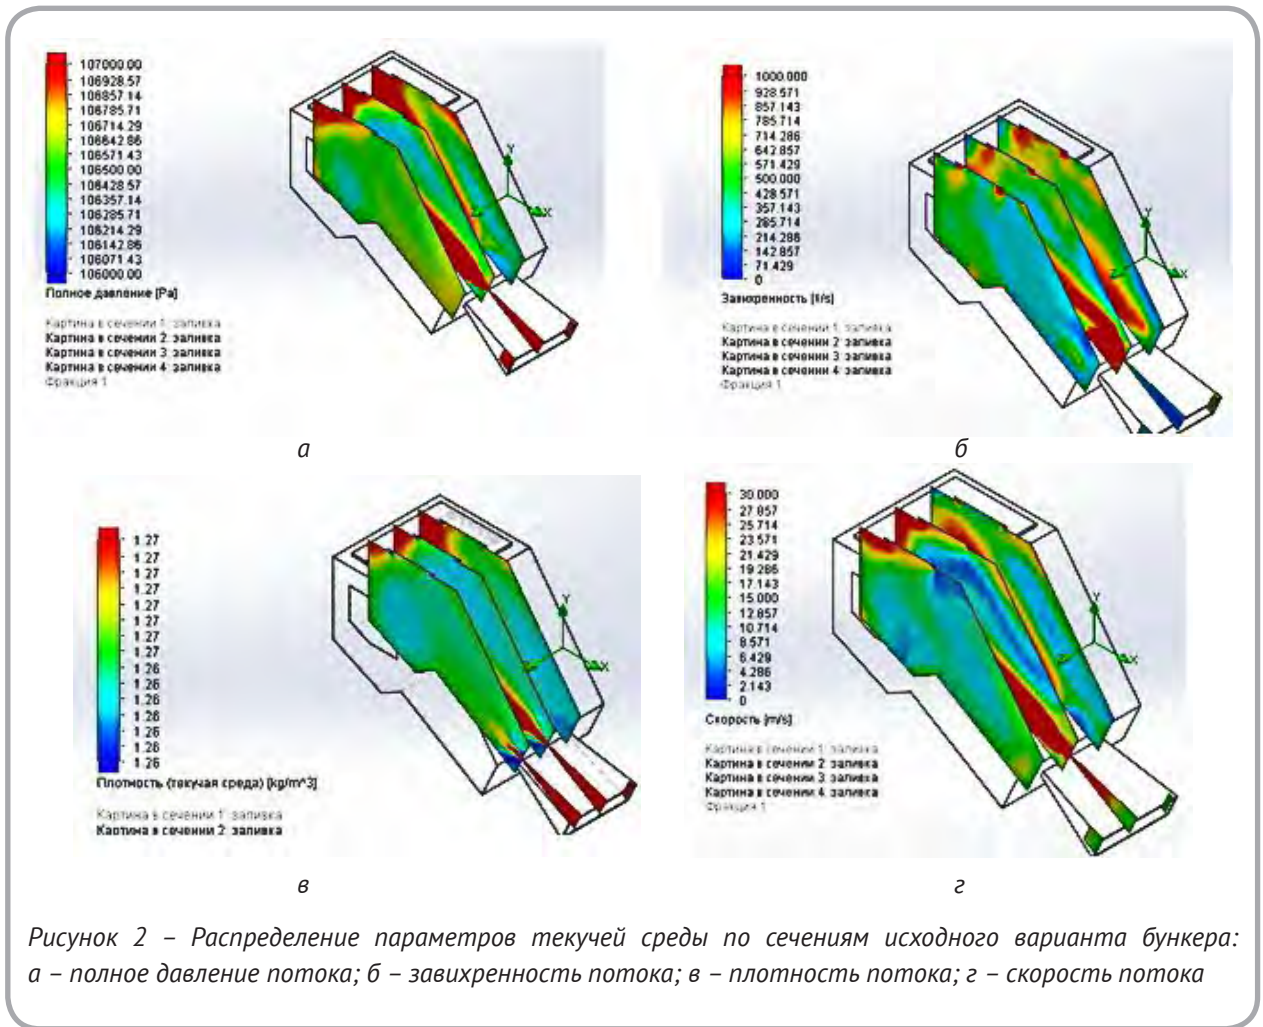 107000.00
106928.57
106857.14
106785.71
106714.29
106642.86
106571.43
106500.00
106428.57
106357.14
106285.71
106214.29
106142.86
106071.43
106000.00
Полное давление [Pa]
Картина в сечении 1: заливка
Картина в сечении 2: заливка
Картина в сечении 3: заливка
Картина в сечении 4: заливка
Фракция 1
Y
Z
X
а
1000.000
928.571
857.143
785.714
714.286
642.857
571.429
500.000
428.571
357.143
285.714
214.286
142.857
71.429
0
Завихренность [1/s]
Картина в сечении 1: заливка
Картина в сечении 2: заливка
Картина в сечении 3: заливка
Картина в сечении 4: заливка
Фракция 1
Y
Z
X
б
1.27
1.27
1.27
1.27
1.27
1.27
1.27
1.27
1.26
1.26
1.26
1.26
1.26
1.26
1.26
Плотность (текучая среда) [kg/m^3]
Картина в сечении 1: заливка
Картина в сечении 2: заливка
Y
Z
X
в
30.000
27.857
25.714
23.571
21.429
19.286
17.143
15.000
12.857
10.714
8.571
6.429
4.286
2.143
0
Скорость [m/s]
Картина в сечении 1: заливка
Картина в сечении 2: заливка
Картина в сечении 3: заливка
Картина в сечении 4: заливка
Фракция 1
Y
Z
X
г
Рисунок 2 – Распределение параметров текучей среды по сечениям исходного варианта бункера:
а – полное давление потока; б – завихренность потока; в – плотность потока; г – скорость потока